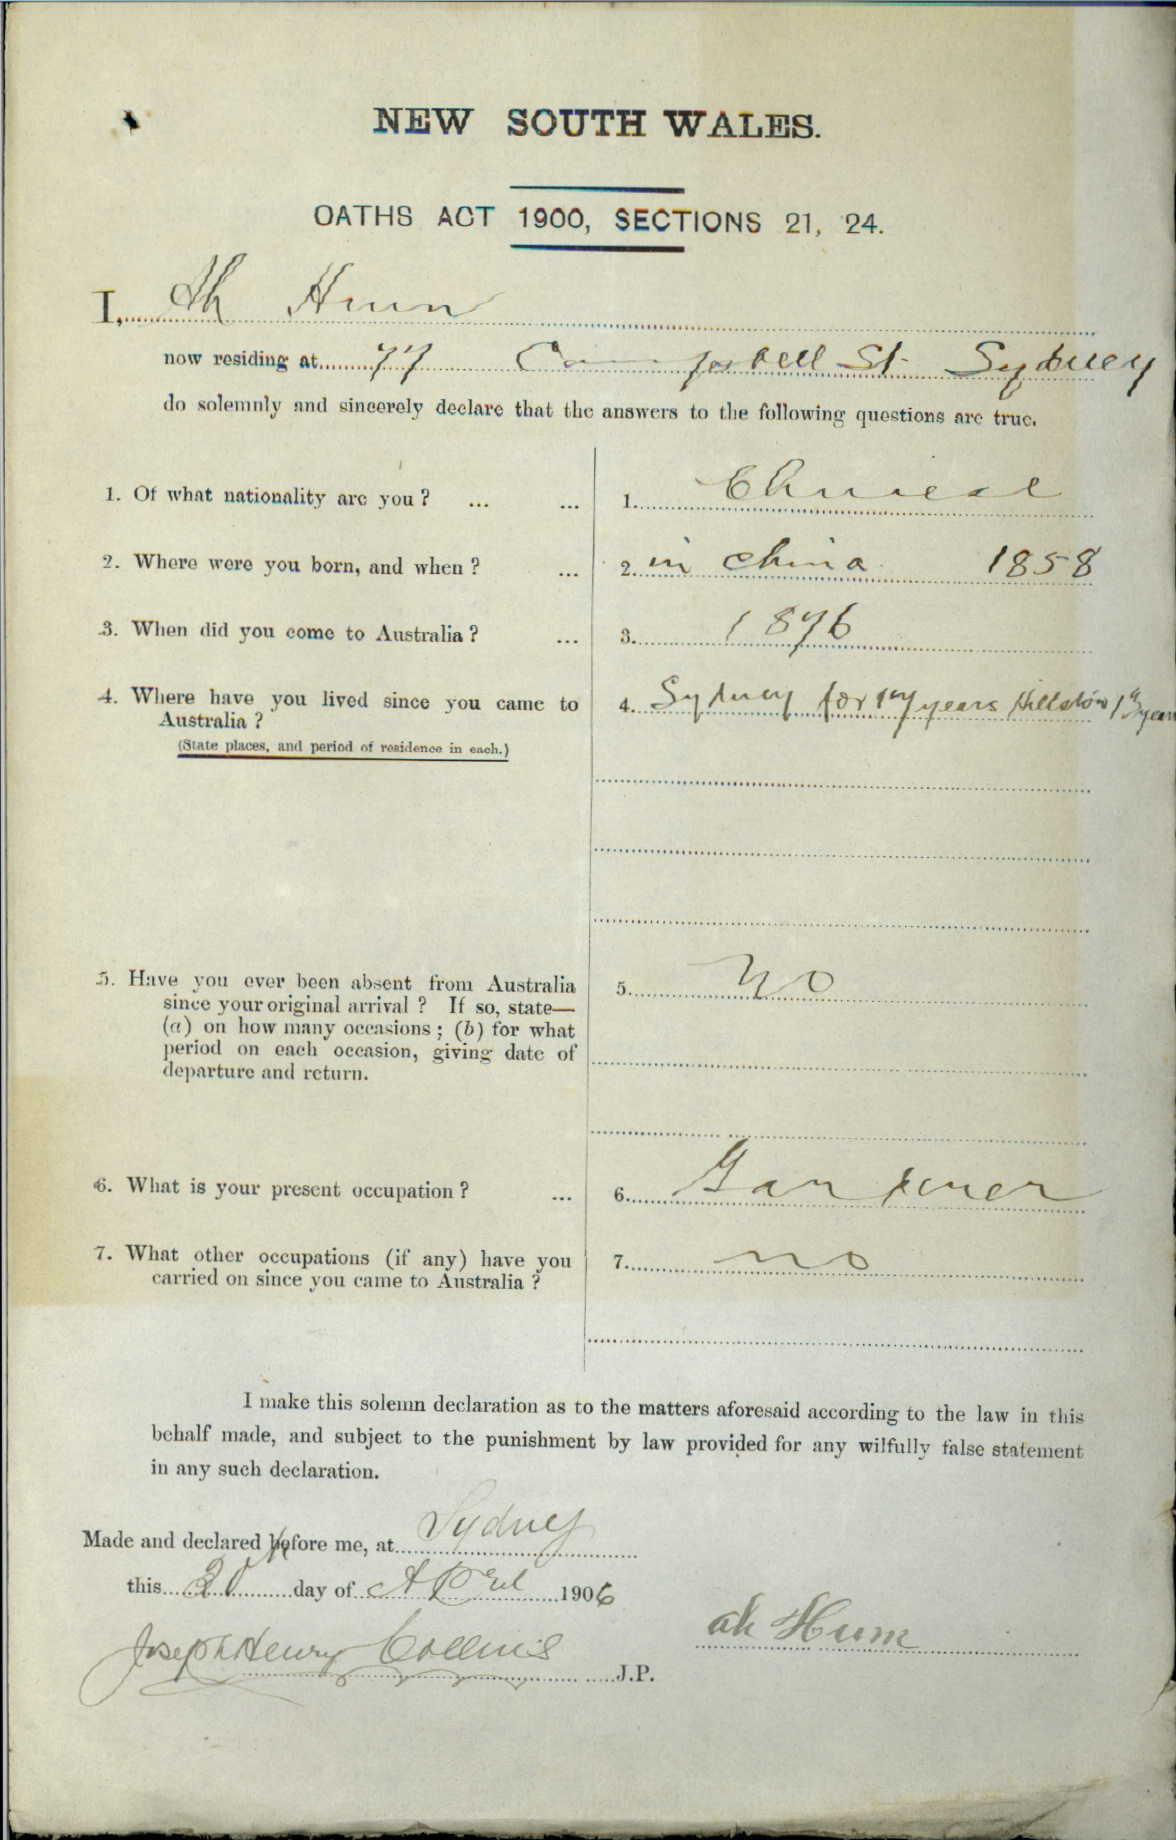 NEW SOUTH WALES.
OATHS ACT 1900, SECTIONS 21, 24.
I, Ah Hum
now residing at 77 Campbell St Sydney
do solemnly and sincerely declare that the answers to the following questions are true.
1. Of what nationality are you? ... ... 1. Chinese
2. Where were you born, and when? ... 2. in China 1858
3. When did you come to Australia? ... 3. 1876
4. Where have you lived since you came to 4. Sydney for 17 years Hillston 13 years
Australia?
(State places, and period of residence in each.)
5. Have you ever been absent from Australia 5. No
since your original arrival? If so, state—
(a) on how many occasions; (b) for what
period on each occasion, giving date of
departure and return.
6. What is your present occupation? ... 6. Gardener
7. What other occupations (if any) have you 7. no
carried on since you came to Australia?
I make this solemn declaration as to the matters aforesaid according to the law in this
behalf made, and subject to the punishment by law provided for any wilfully false statement
in any such declaration.
Made and declared before me, at Sydney
this day of April 1906
ah Hum
Joseph Henry Collins J.P.